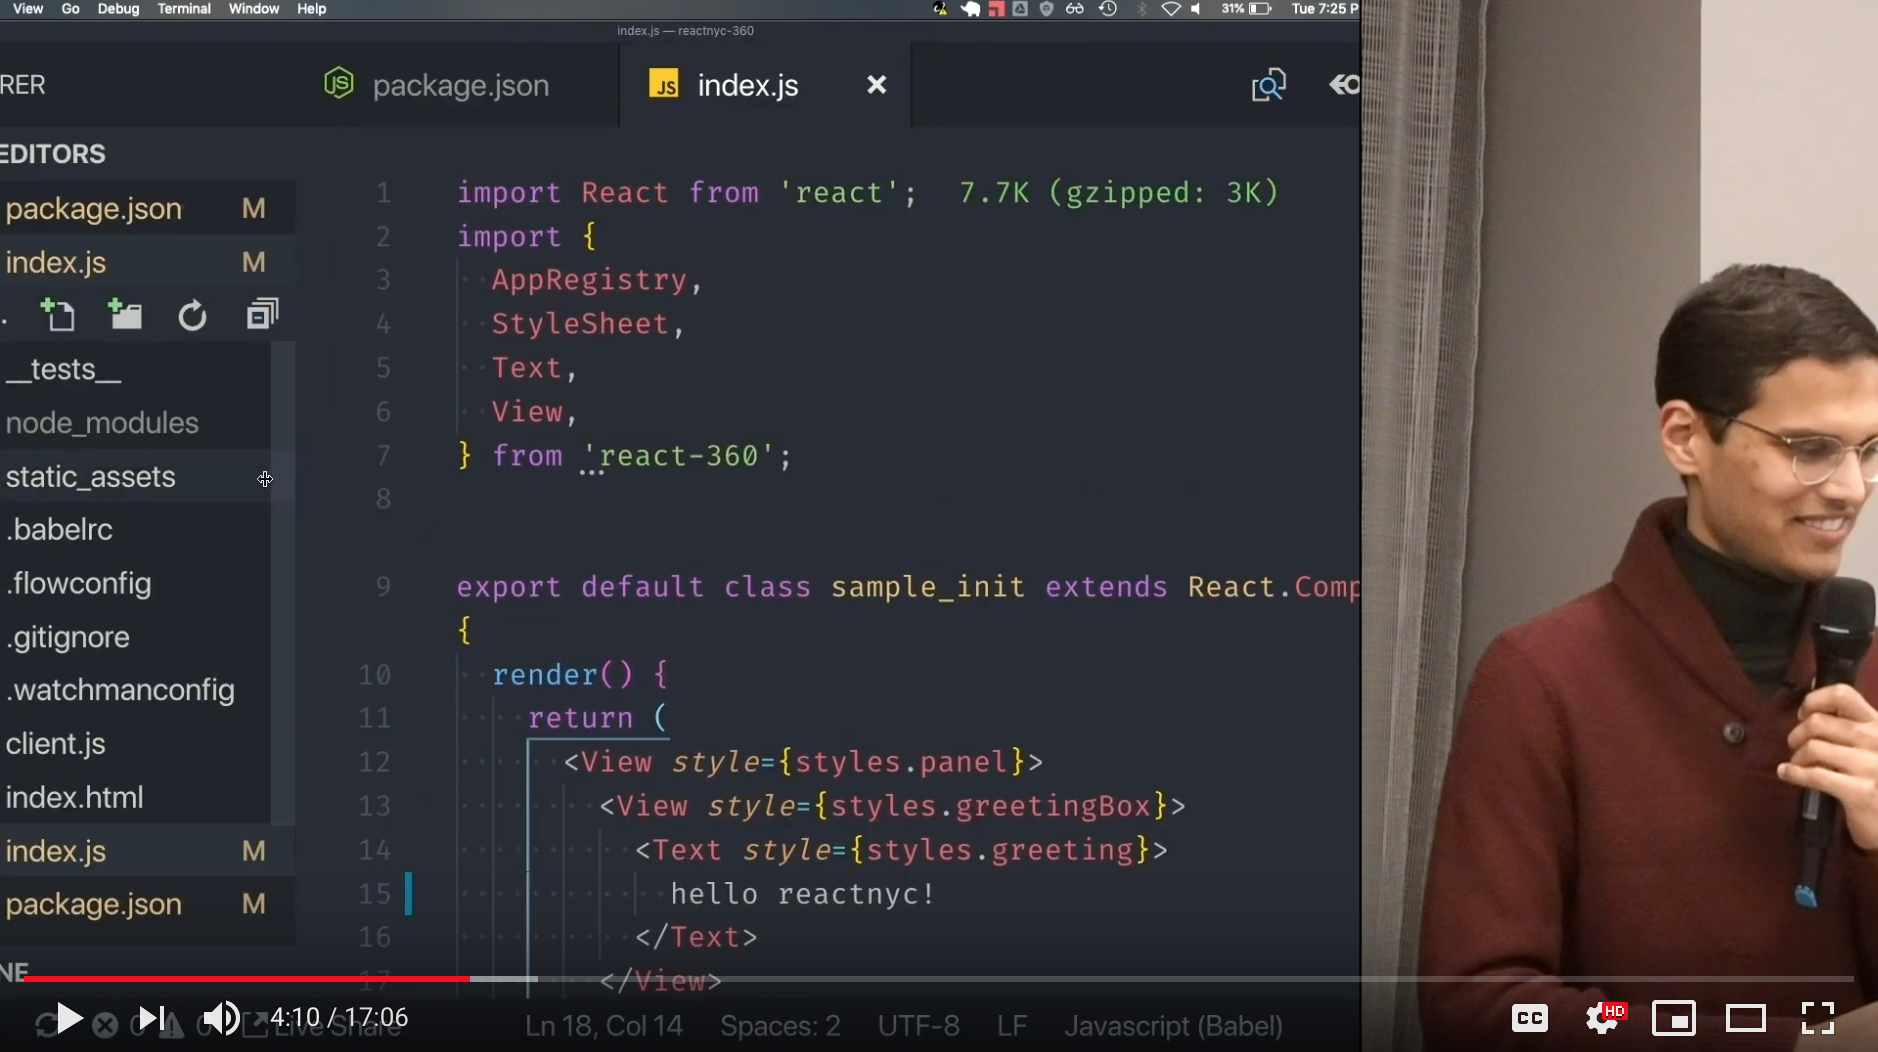 View Go Debug Terminal Window Help 31% Tue 7:25 P
index.js — reactnyc-360
RER
package.json
JS index.js
EDITORS
package.json M
index.js M
__tests__
node_modules
static_assets
.babelrc
.flowconfig
.gitignore
.watchmanconfig
client.js
index.html
index.js M
package.json M
NE
1 import React from 'react'; 7.7K (gzipped: 3K)
2 import {
3 AppRegistry,
4 StyleSheet,
5 Text,
6 View,
7 } from 'react-360';
8
9 export default class sample_init extends React.Comp
{
10 render() {
11 return (
12 <View style={styles.panel}>
13 <View style={styles.greetingBox}>
14 <Text style={styles.greeting}>
15 hello reactnyc!
16 </Text>
17 </View>
4:10 / 17:06
0 0 Live Share Ln 18, Col 14 Spaces: 2 UTF-8 LF Javascript (Babel)
CC HD